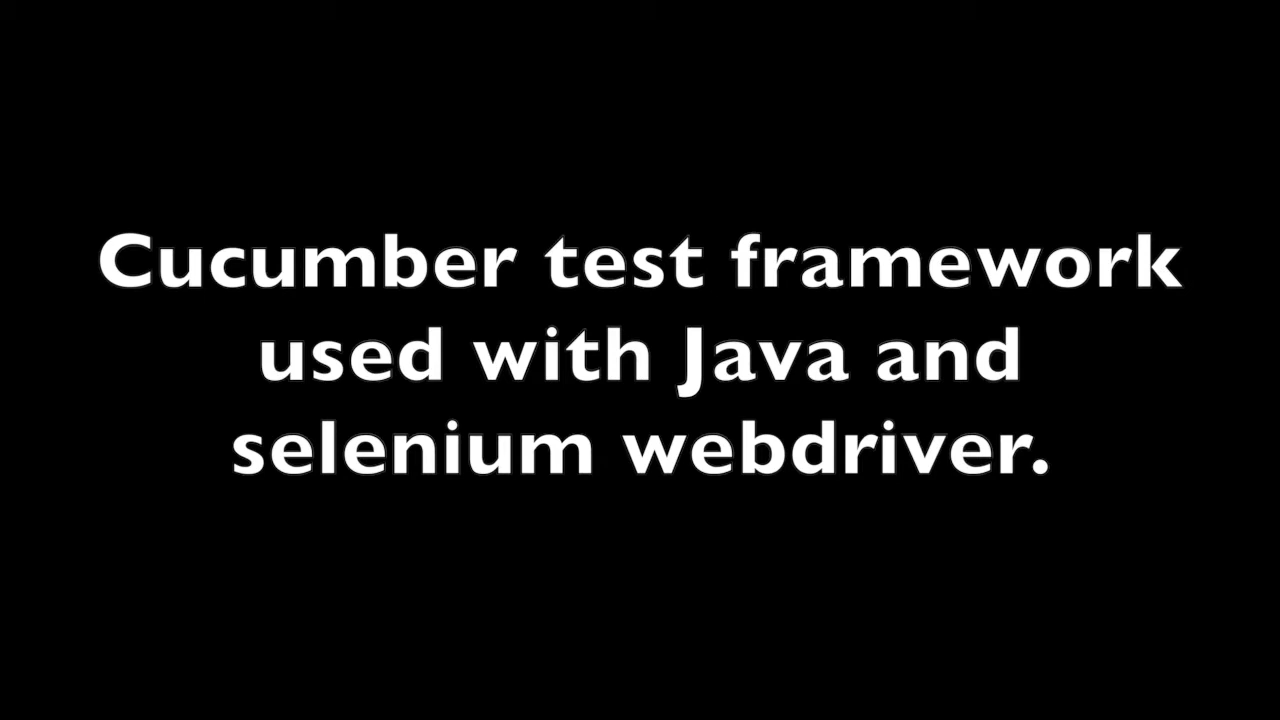 Cucumber test framework
used with Java and
selenium webdriver.